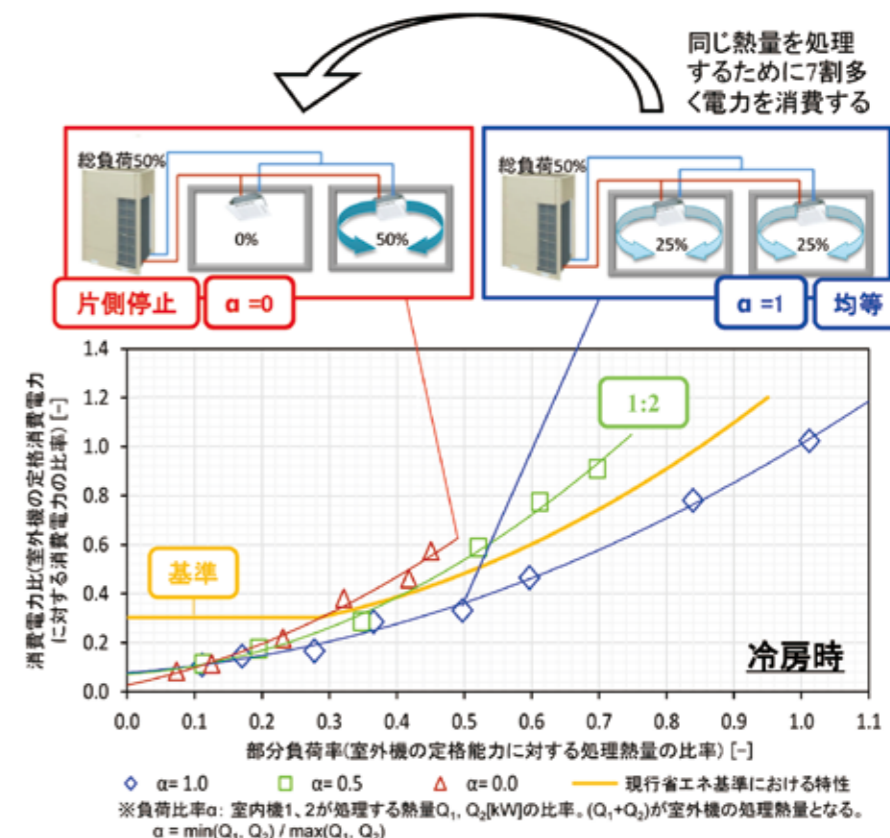 同じ熱量を処理
するために7割多
く電力を消費する
総負荷50%
0%
50%
片側停止
α =0
総負荷50%
25%
25%
α =1
均等
消費電力比(室外機の定格消費電力
に対する消費電力の比率) [−]
1.4
1.2
1.0
0.8
0.6
0.4
0.2
0.0
1:2
基準
冷房時
0.0 0.1 0.2 0.3 0.4 0.5 0.6 0.7 0.8 0.9 1.0 1.1
部分負荷率(室外機の定格能力に対する処理熱量の比率) [−]
α= 1.0 α= 0.5 α= 0.0 現行省エネ基準における特性
※負荷比率α: 室内機1、2が処理する熱量Q₁, Q₂[kW]の比率。(Q₁+Q₂)が室外機の処理熱量となる。
α = min(Q₁, Q₂) / max(Q₁, Q₂)